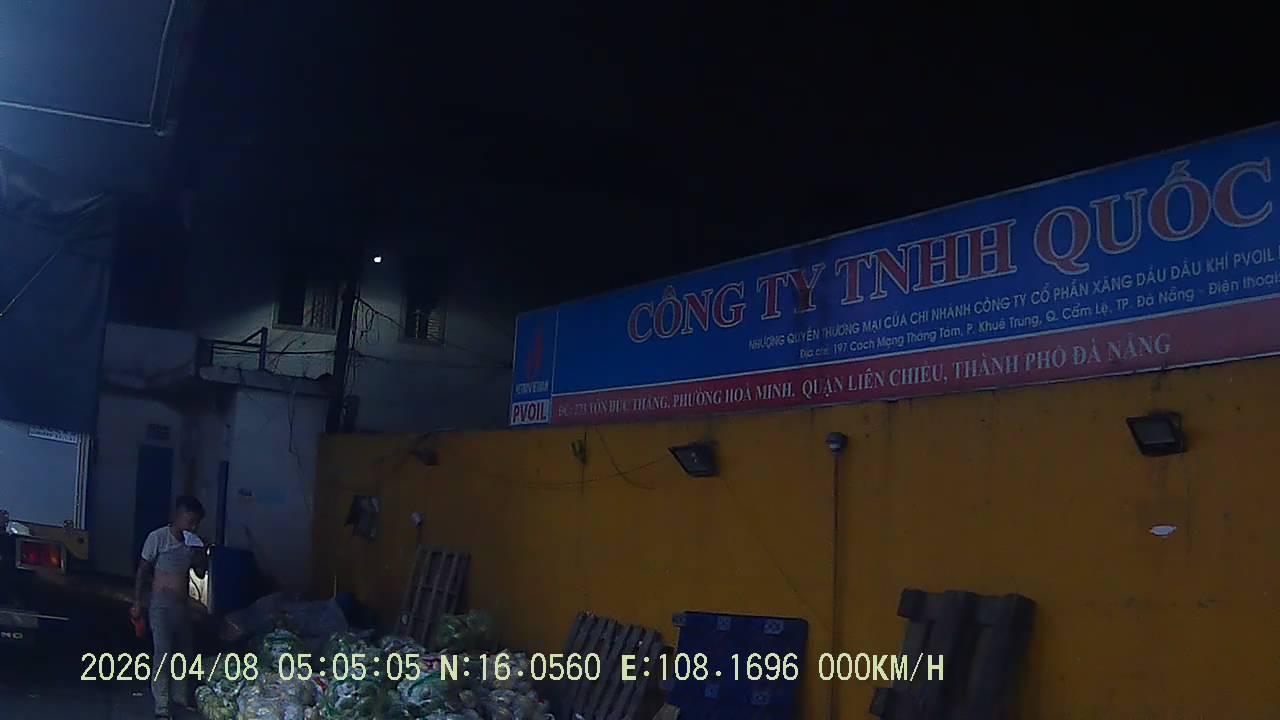 CÔNG TY TNHH QUỐC
NHƯỢNG QUYỀN THƯƠNG MẠI CỦA CHI NHÁNH CÔNG TY CỔ PHẦN XĂNG DẦU DẦU KHÍ PVOIL
Địa chỉ: 197 Cách Mạng Tháng Tám, P. Khuê Trung, Q. Cẩm Lệ, TP. Đà Nẵng - Điện thoại
PETROVIETNAM
PVOIL
ĐC: 273 TÔN ĐỨC THẮNG, PHƯỜNG HOÀ MINH, QUẬN LIÊN CHIỂU, THÀNH PHỐ ĐÀ NẴNG
2026/04/08 05:05:05 N:16.0560 E:108.1696 000KM/H